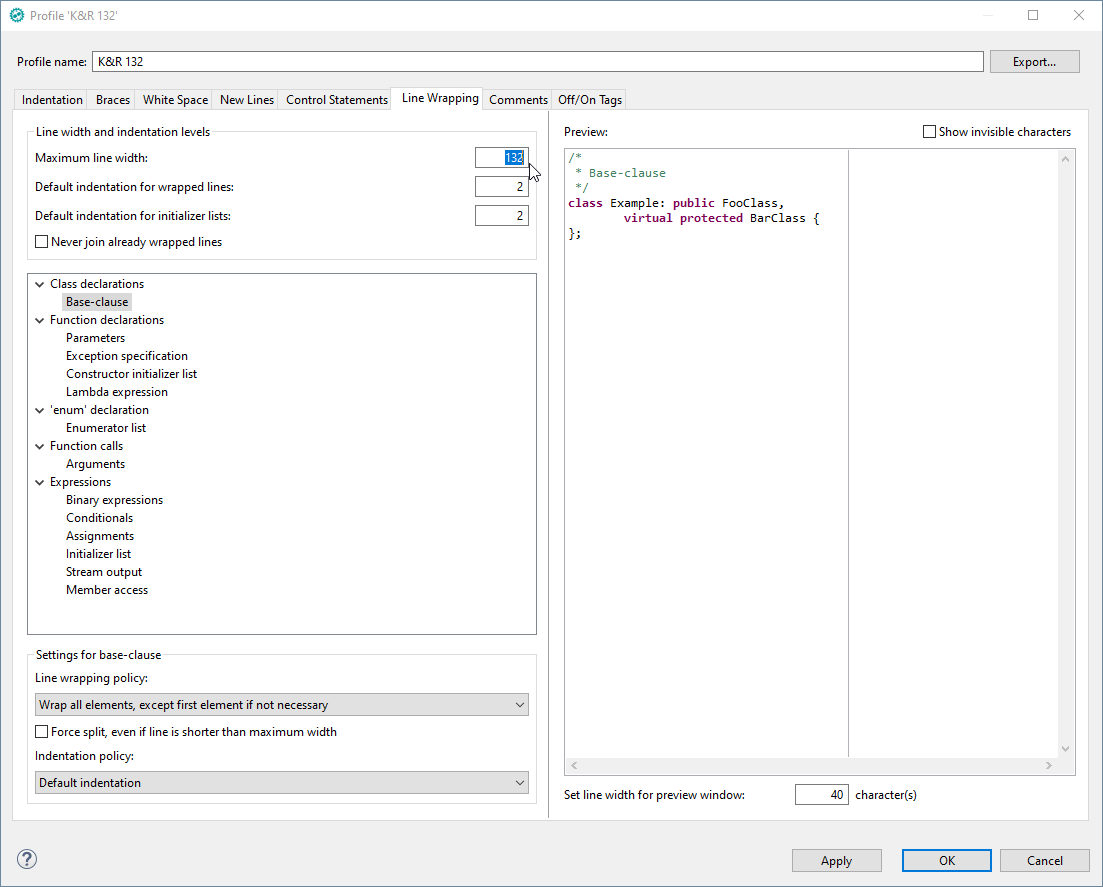 Profile 'K&R 132'
Profile name: K&R 132 Export...
Indentation Braces White Space New Lines Control Statements Line Wrapping Comments Off/On Tags
Line width and indentation levels
Maximum line width: 132
Default indentation for wrapped lines: 2
Default indentation for initializer lists: 2
Never join already wrapped lines
Class declarations
Base-clause
Function declarations
Parameters
Exception specification
Constructor initializer list
Lambda expression
'enum' declaration
Enumerator list
Function calls
Arguments
Expressions
Binary expressions
Conditionals
Assignments
Initializer list
Stream output
Member access
Settings for base-clause
Line wrapping policy:
Wrap all elements, except first element if not necessary
Force split, even if line is shorter than maximum width
Indentation policy:
Default indentation
Preview: Show invisible characters
/*
 * Base-clause
 */
class Example: public FooClass,
        virtual protected BarClass {
};
Set line width for preview window: 40 character(s)
? Apply OK Cancel